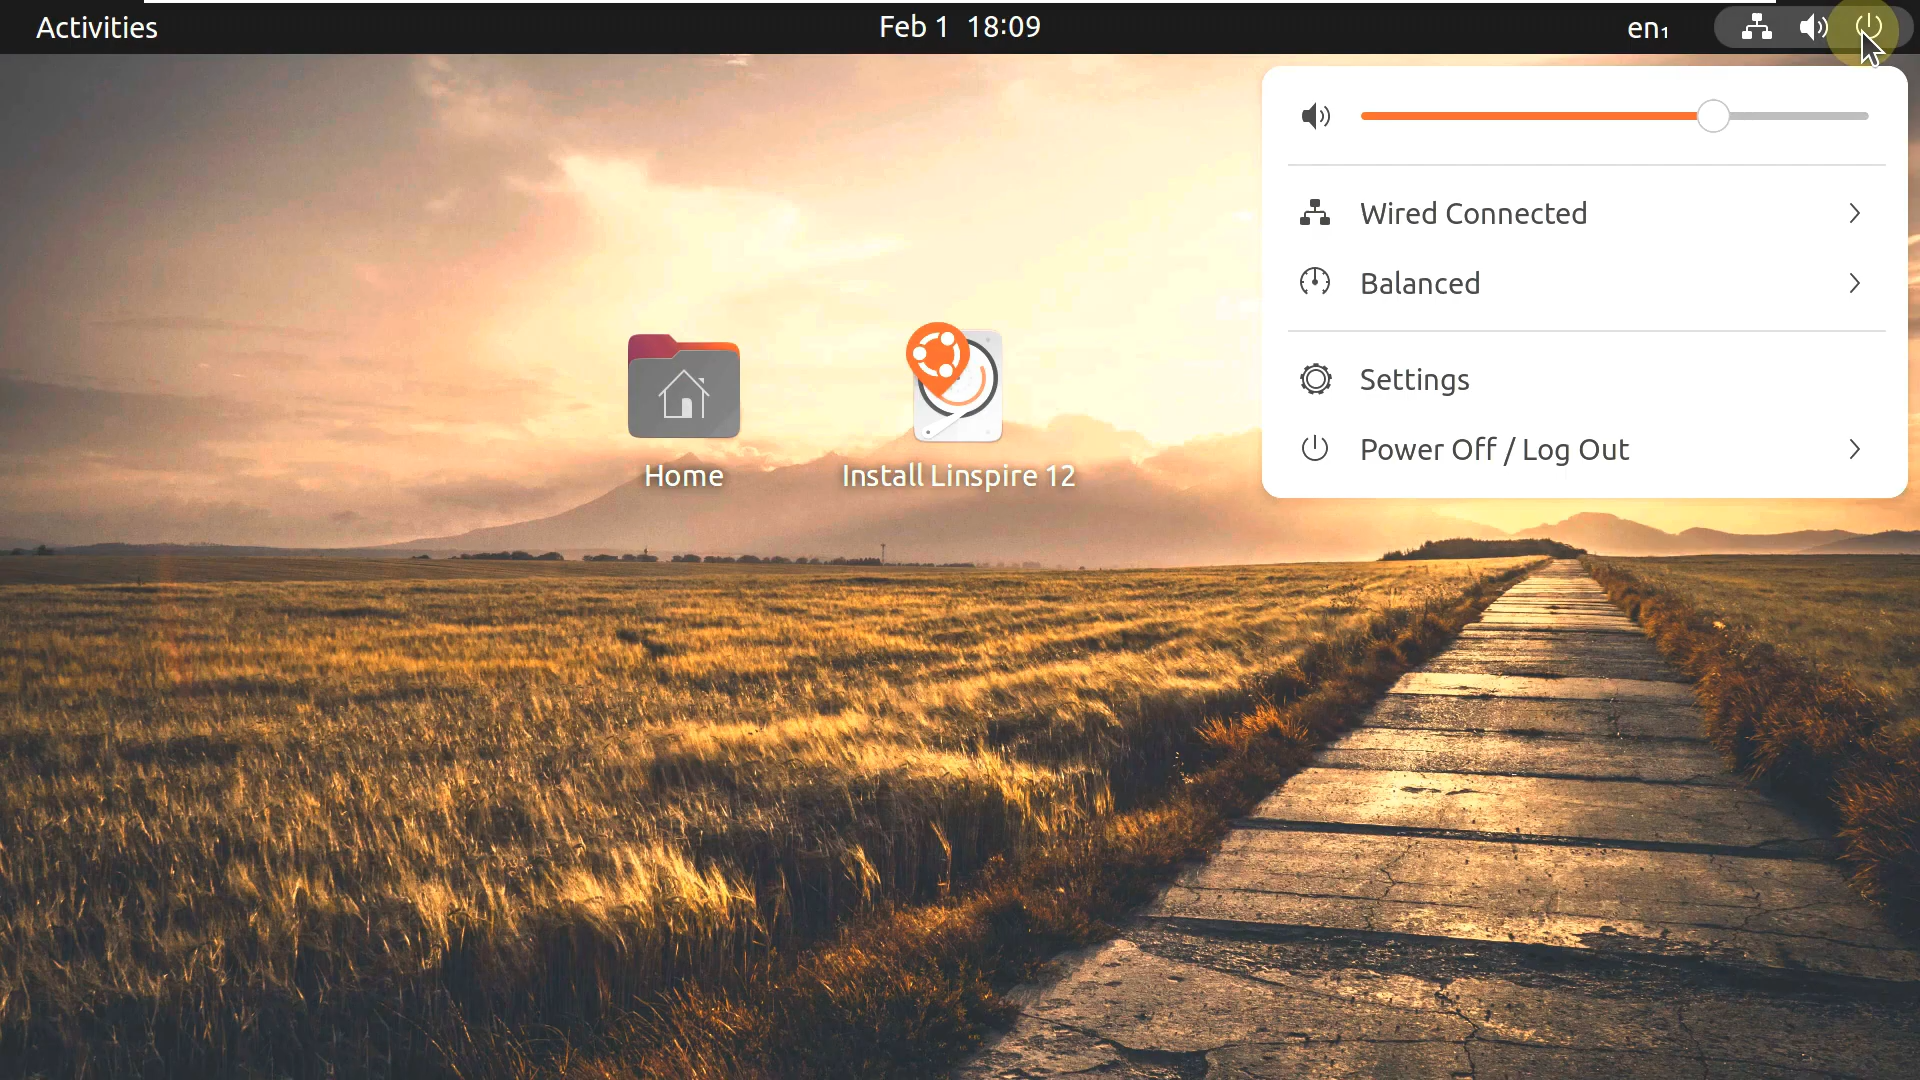 Activities
Feb 1 18:09
en₁
Wired Connected
Balanced
Settings
Power Off / Log Out
Home
Install Linspire 12